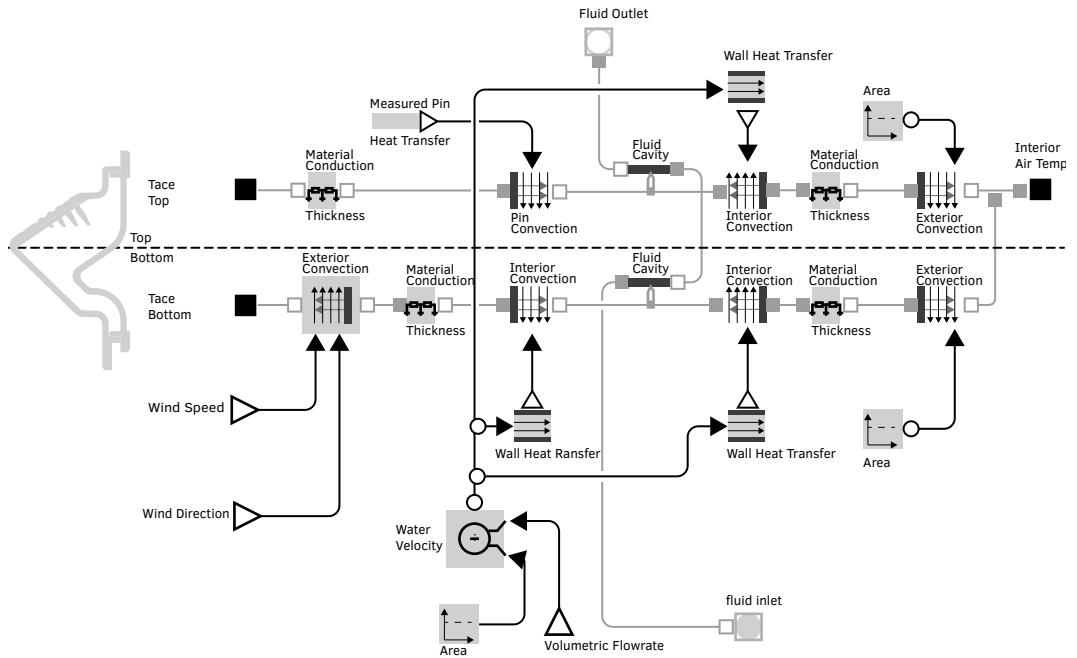 Fluid Outlet
Wall Heat Transfer
Area
Measured Pin
Heat Transfer
Material
Conduction
Fluid
Cavity
Material
Conduction
Interior
Air Temp
Tace
Top
Thickness
Pin
Convection
Interior
Convection
Thickness
Exterior
Convection
Top
Bottom
Exterior
Convection
Material
Conduction
Interior
Convection
Fluid
Cavity
Interior
Convection
Material
Conduction
Exterior
Convection
Tace
Bottom
Thickness
Thickness
Wind Speed
Wall Heat Ransfer
Wall Heat Transfer
Area
Wind Direction
Water
Velocity
fluid inlet
Area
Volumetric Flowrate